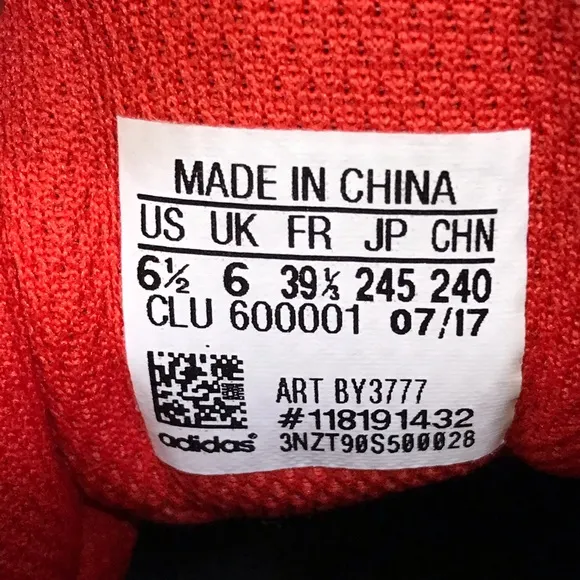 MADE IN CHINA
US UK FR JP CHN
6½ 6 39⅓ 245 240
CLU 600001 07/17
ART BY3777
#118191432
adidas® 3NZT90S500028